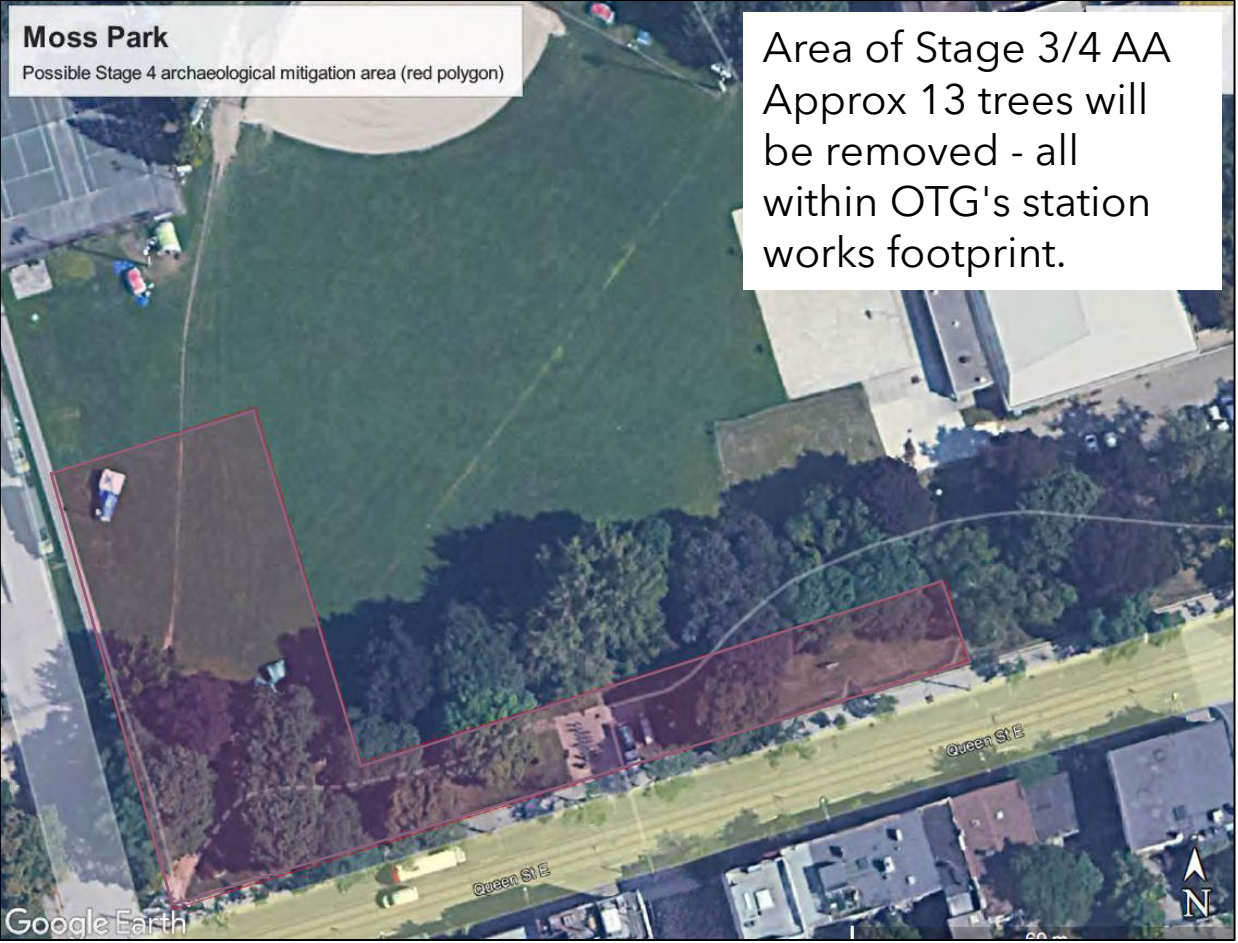 Moss Park
Possible Stage 4 archaeological mitigation area (red polygon)
Area of Stage 3/4 AA
Approx 13 trees will
be removed - all
within OTG's station
works footprint.
Queen St E
Queen St E
N
Google Earth
60 m